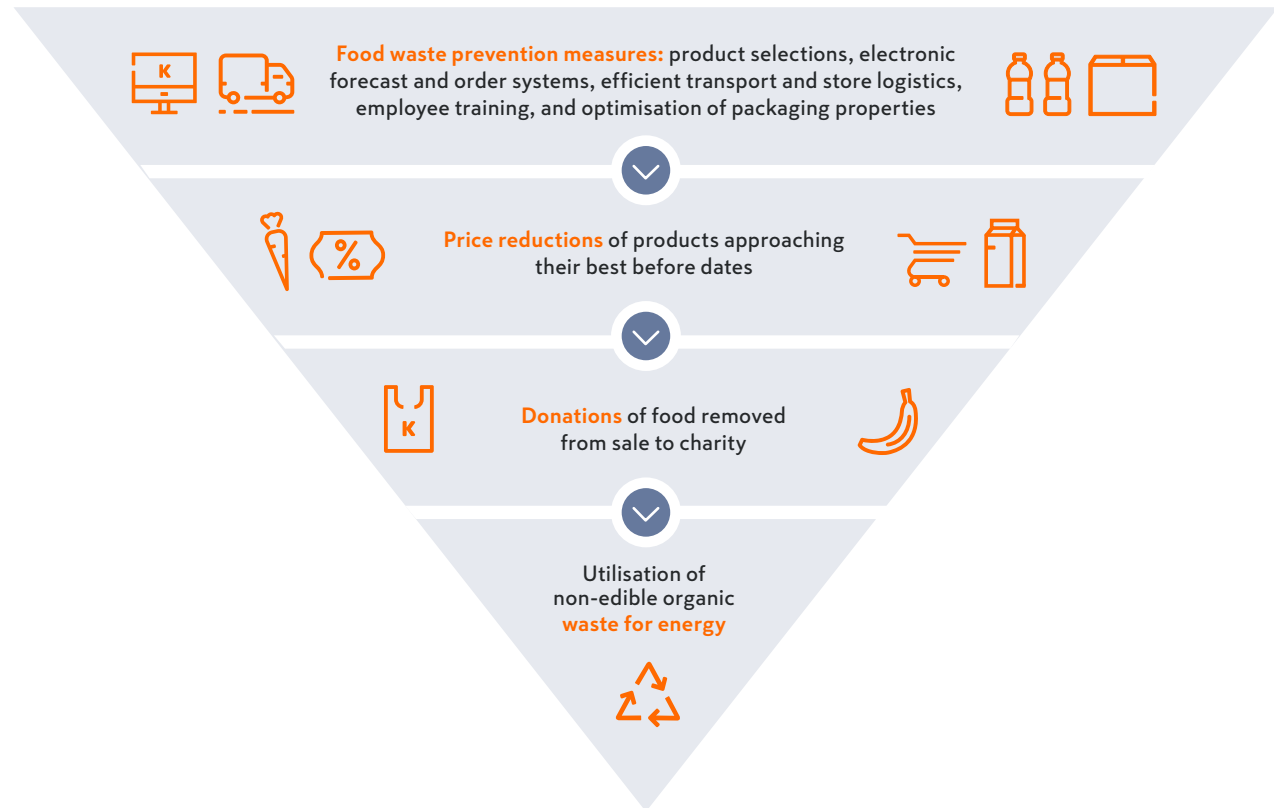 K
Food waste prevention measures: product selections, electronic
forecast and order systems, efficient transport and store logistics,
employee training, and optimisation of packaging properties
%
Price reductions of products approaching
their best before dates
K
Donations of food removed
from sale to charity
Utilisation of
non-edible organic
waste for energy